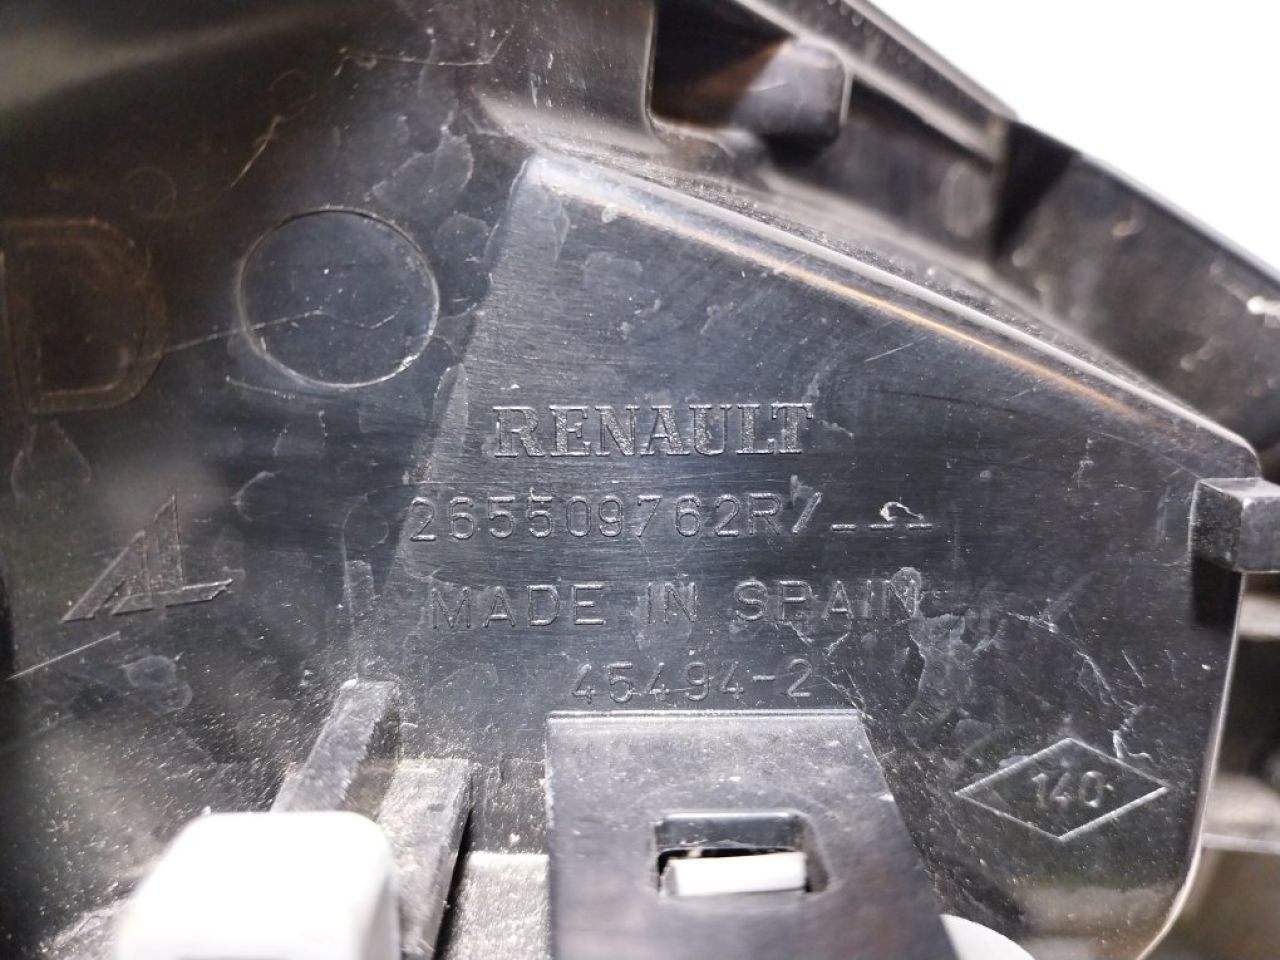 D
RENAULT
265509762R/_ _ _
MADE IN SPAIN
45494-2
140